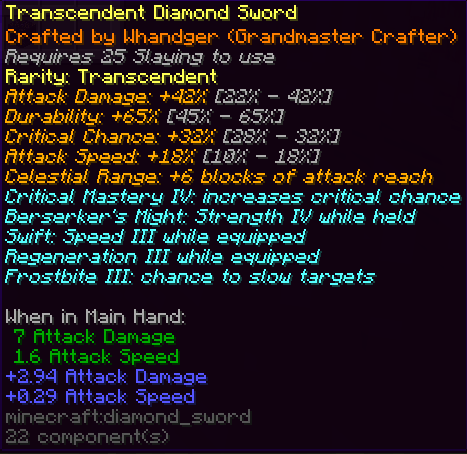 Transcendent Diamond Sword
Crafted by Whandger (Grandmaster Crafter)
Requires 25 Slaying to use
Rarity: Transcendent
Attack Damage: +42% [22% - 42%]
Durability: +65% [45% - 65%]
Critical Chance: +32% [28% - 32%]
Attack Speed: +18% [10% - 18%]
Celestial Range: +6 blocks of attack reach
Critical Mastery IV: increases critical chance
Berserker's Might: Strength IV while held
Swift: Speed III while equipped
Regeneration III while equipped
Frostbite III: chance to slow targets
When in Main Hand:
7 Attack Damage
1.6 Attack Speed
+2.94 Attack Damage
+0.29 Attack Speed
minecraft:diamond_sword
22 component(s)